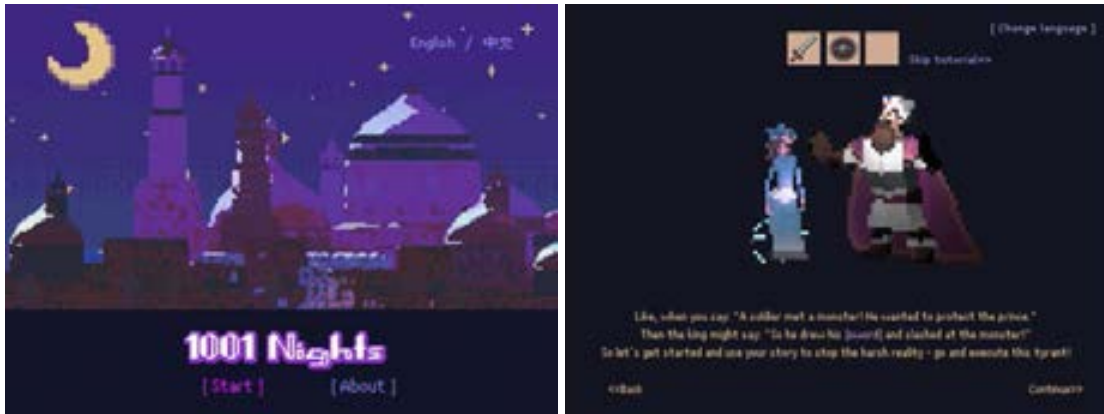 English / 中文
1001 Nights
[Start]
[About]
[Change language]
Skip tutorial>>
Like, when you say: "A soldier met a monster! He wanted to protect the prince."
Then the king might say: "So he drew his [sword] and slashed at the monster!"
So let's get started and use your story to stop the harsh reality - go and execute this tyrant!
<<Back
Continue>>